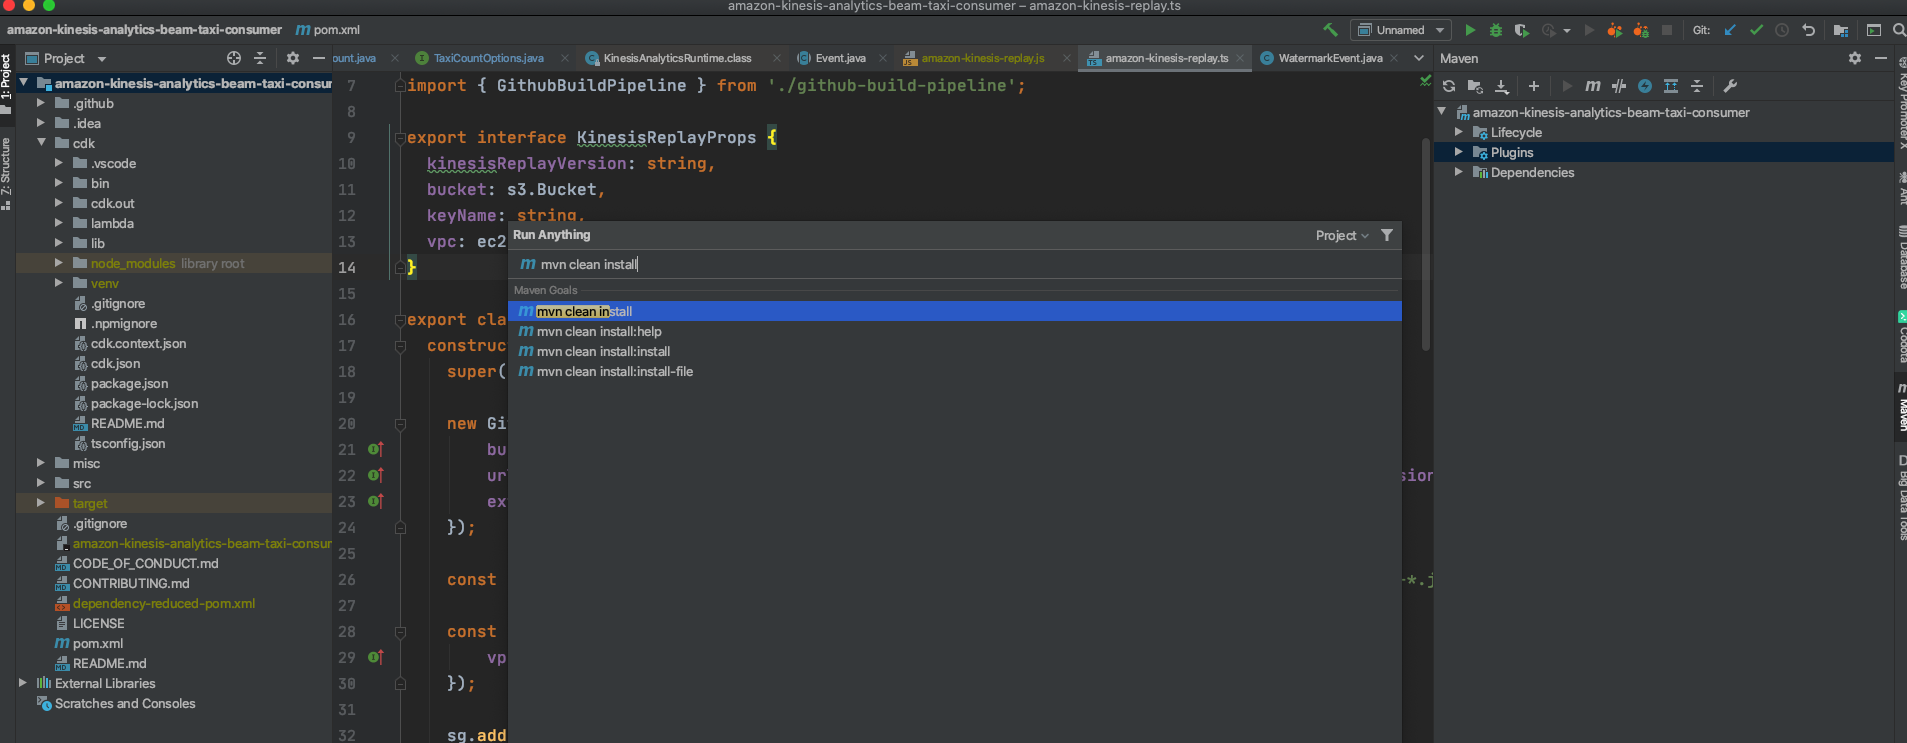 amazon-kinesis-analytics-beam-taxi-consumer – amazon-kinesis-replay.ts
amazon-kinesis-analytics-beam-taxi-consumer pom.xml
Unnamed
Git:
Project
ount.java
TaxiCountOptions.java
KinesisAnalyticsRuntime.class
Event.java
amazon-kinesis-replay.js
amazon-kinesis-replay.ts
WatermarkEvent.java
Maven
1: Project
7: Structure
amazon-kinesis-analytics-beam-taxi-consur
.github
.idea
cdk
.vscode
bin
cdk.out
lambda
lib
node_modules library root
venv
.gitignore
.npmignore
cdk.context.json
cdk.json
package.json
package-lock.json
README.md
tsconfig.json
misc
src
target
.gitignore
amazon-kinesis-analytics-beam-taxi-consur
CODE_OF_CONDUCT.md
CONTRIBUTING.md
dependency-reduced-pom.xml
LICENSE
pom.xml
README.md
External Libraries
Scratches and Consoles
7 import { GithubBuildPipeline } from './github-build-pipeline';
8
9 export interface KinesisReplayProps {
10 kinesisReplayVersion: string,
11 bucket: s3.Bucket,
12 keyName: string,
13 vpc: ec2
14 }
15
16 export cla
17 construc
18 super(
19
20 new Gi
21 bu
22 ur sion
23 ex
24 });
25
26 const -*.j
27
28 const
29 vp
30 });
31
32 sg.add
Run Anything
Project
mvn clean install
Maven Goals
mvn clean install
mvn clean install:help
mvn clean install:install
mvn clean install:install-file
amazon-kinesis-analytics-beam-taxi-consumer
Lifecycle
Plugins
Dependencies
Key Promoter X
Ant
Database
Codota
Maven
Big Data Tools